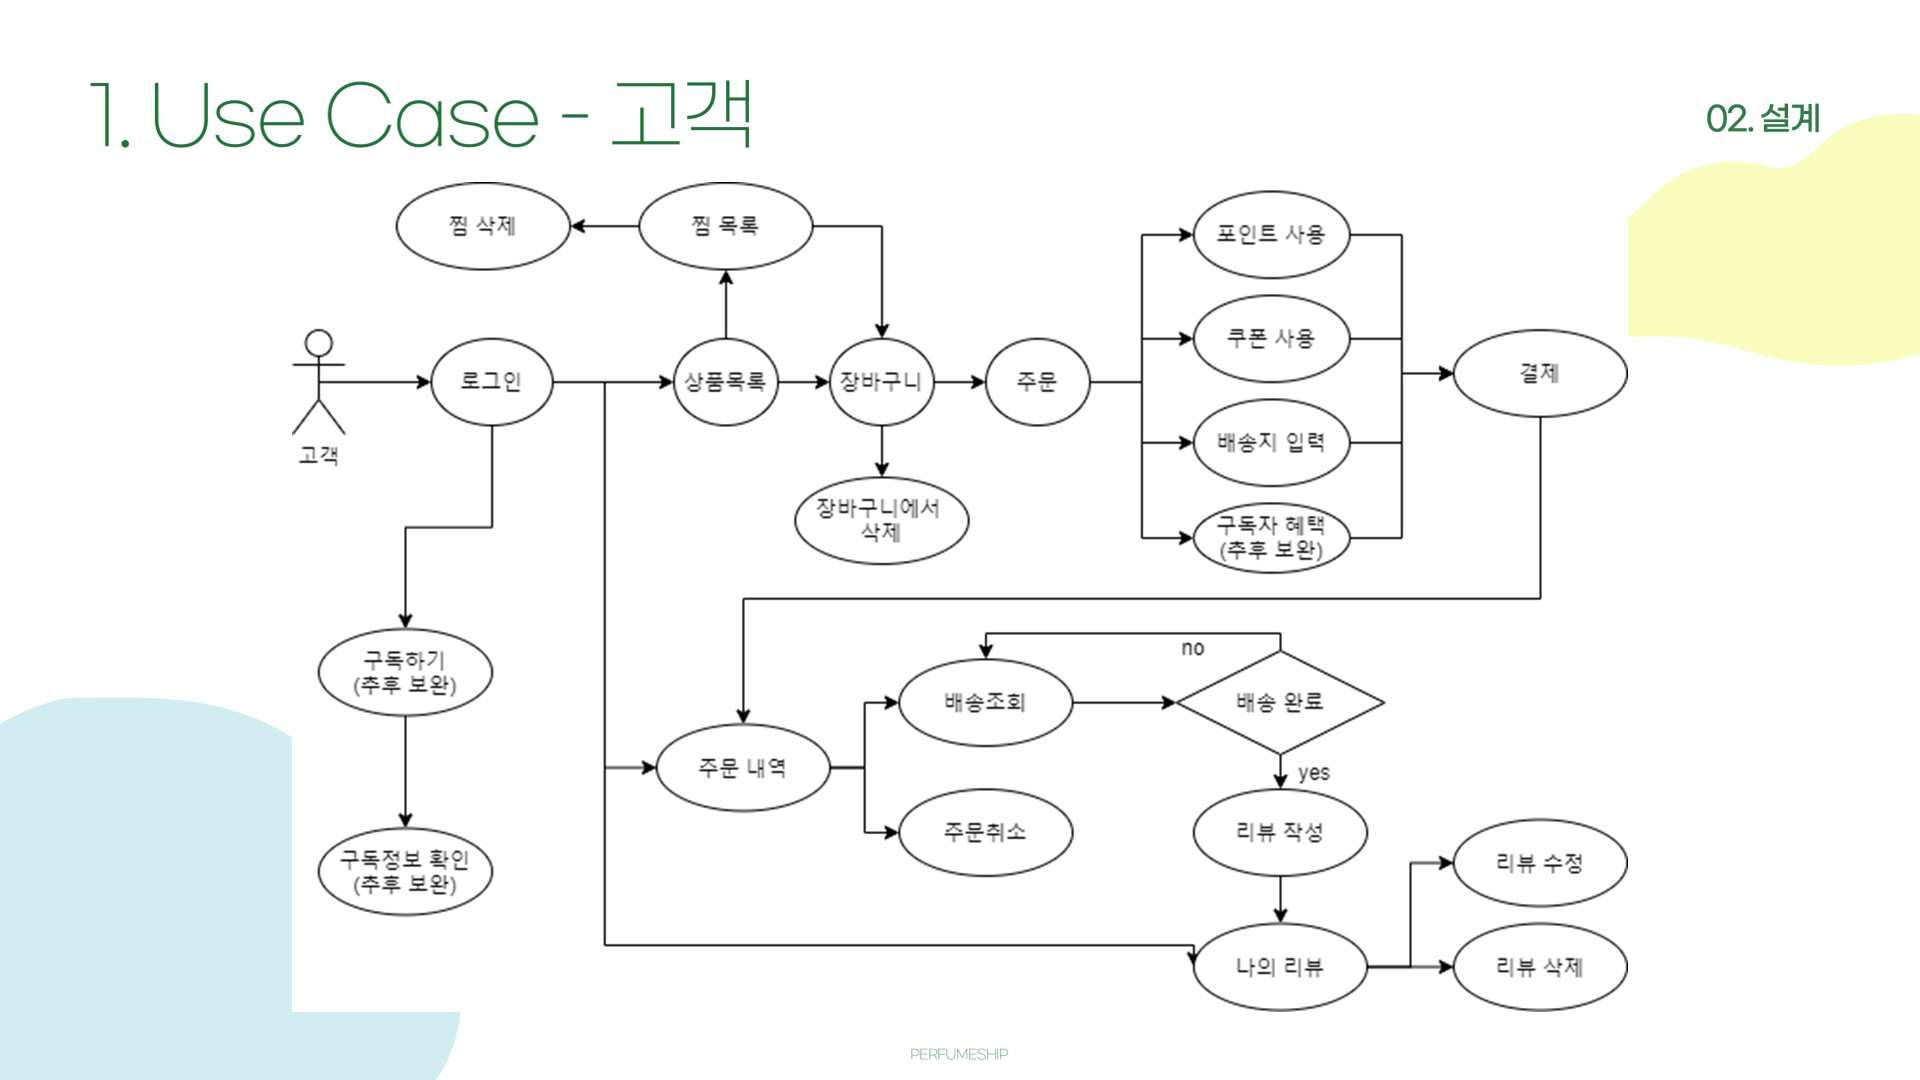 1. Use Case - 고객
02. 설계
찜 삭제
찜 목록
포인트 사용
쿠폰 사용
배송지 입력
구독자 혜택
(추후 보완)
결제
고객
로그인
상품목록
장바구니
주문
장바구니에서
삭제
구독하기
(추후 보완)
구독정보 확인
(추후 보완)
주문 내역
배송조회
주문취소
no
배송 완료
yes
리뷰 작성
나의 리뷰
리뷰 수정
리뷰 삭제
PERFUMESHIP